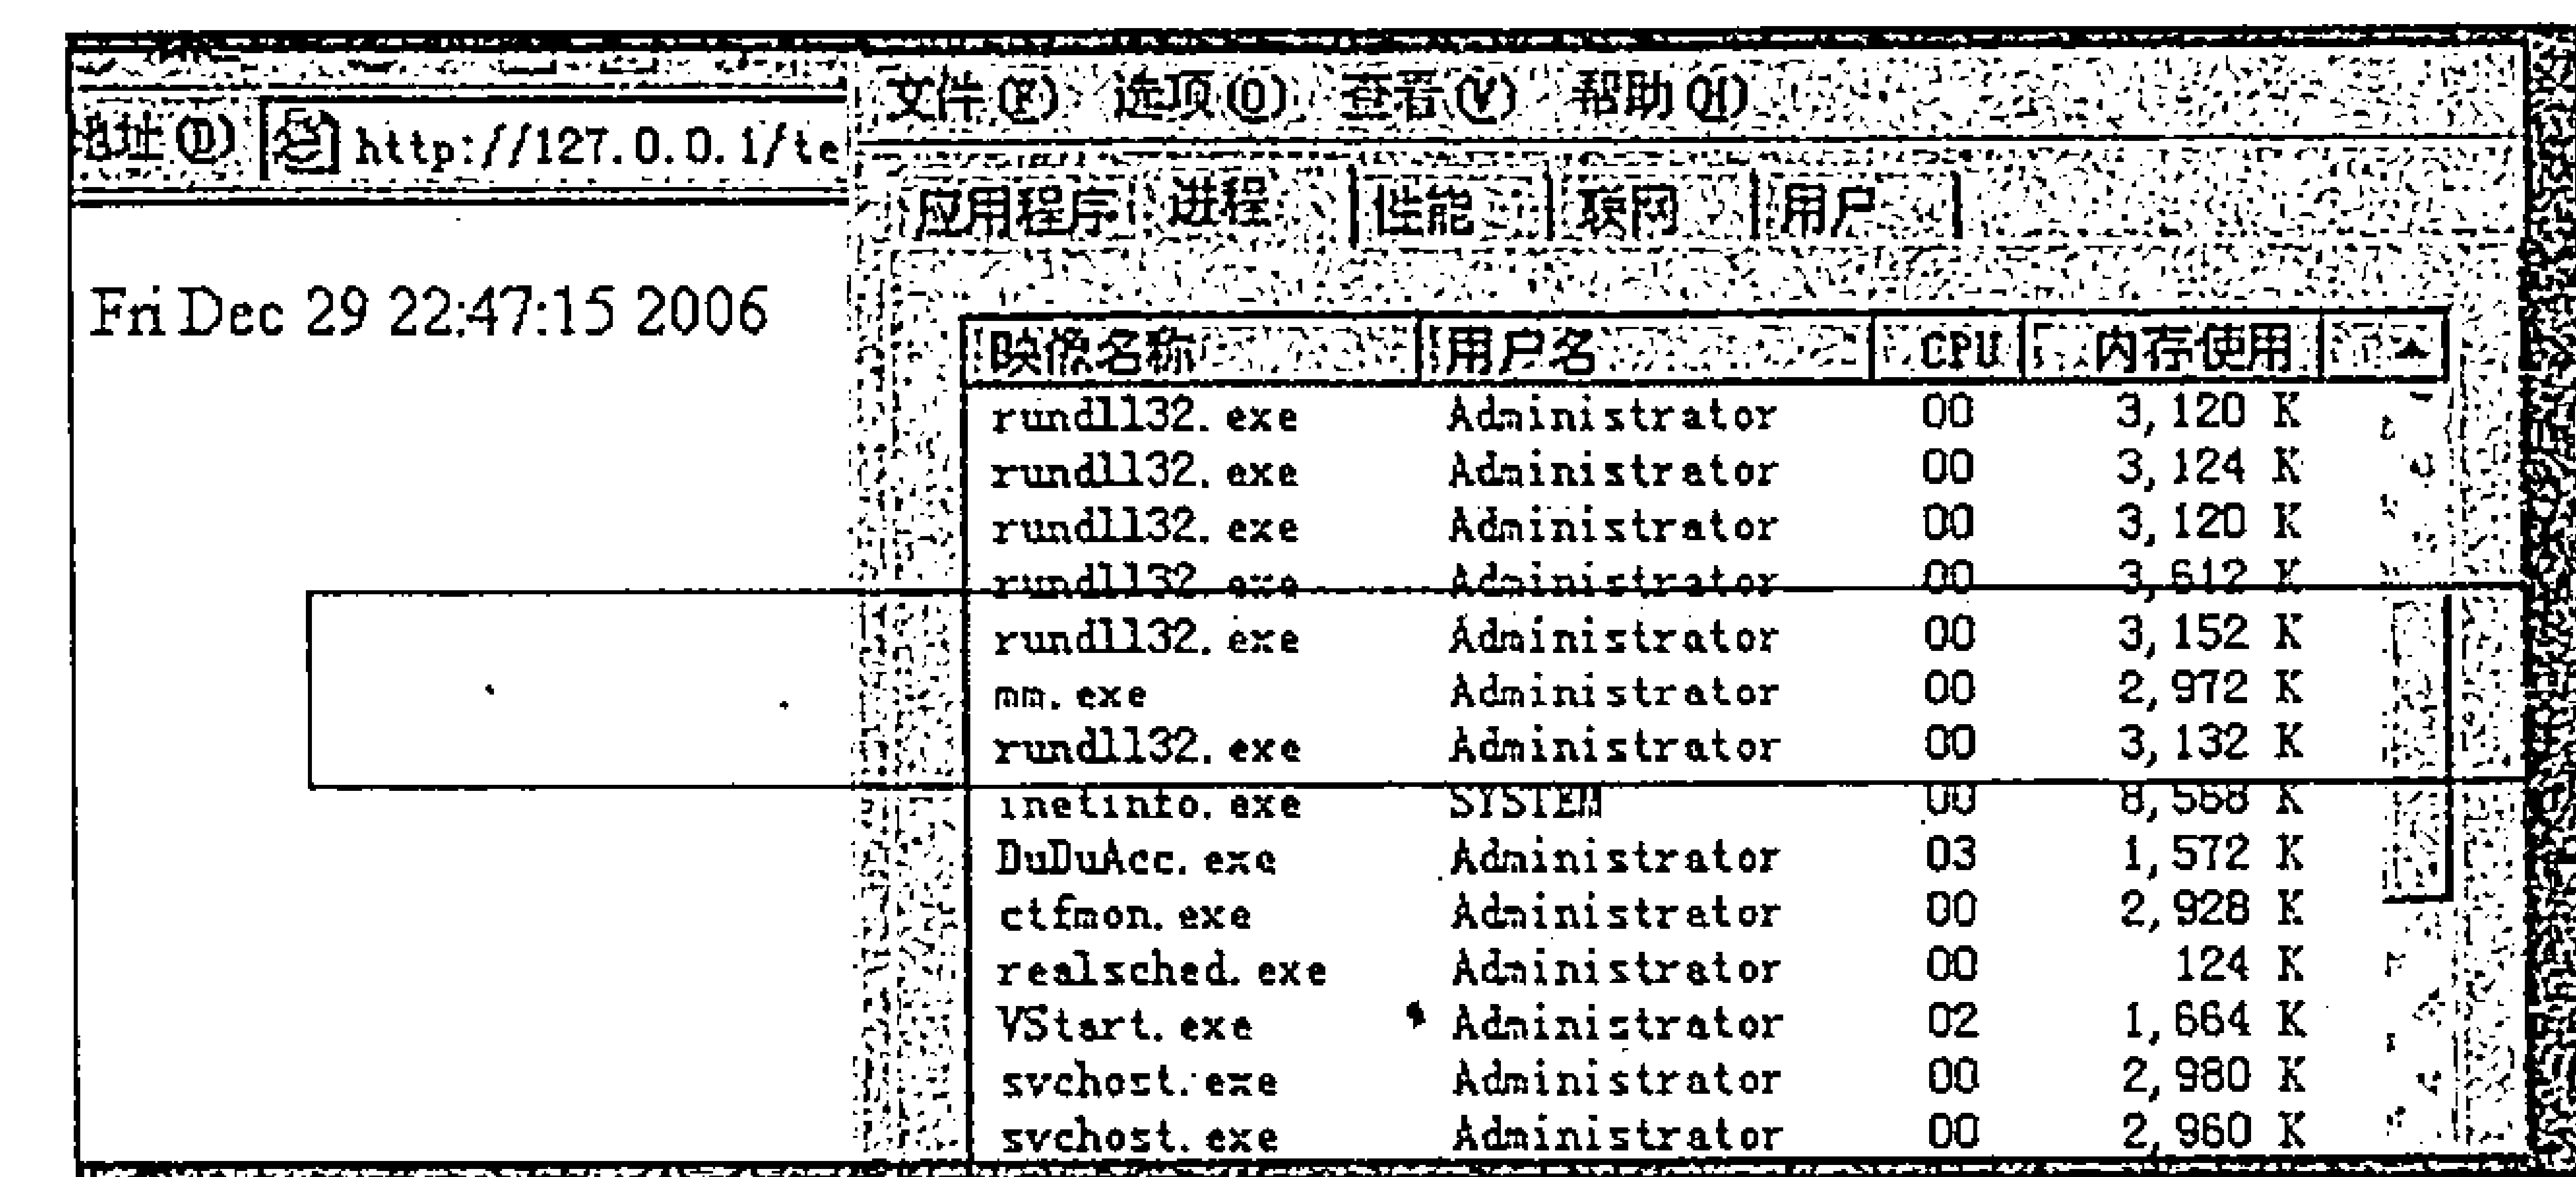 地址(D) http://127.0.0.1/te
Fri Dec 29 22:47:15 2006
文件(F) 选项(O) 查看(V) 帮助(H)
应用程序 进程 性能 联网 用户
映像名称 用户名 CPU 内存使用
rundll32.exe Administrator 00 3,120 K
rundll32.exe Administrator 00 3,124 K
rundll32.exe Administrator 00 3,120 K
rundll32.exe Administrator 00 3,612 K
rundll32.exe Administrator 00 3,152 K
mm.exe Administrator 00 2,972 K
rundll32.exe Administrator 00 3,132 K
inetinfo.exe SYSTEM 00 8,568 K
DuDuAcc.exe Administrator 03 1,572 K
ctfmon.exe Administrator 00 2,928 K
realsched.exe Administrator 00 124 K
VStart.exe Administrator 02 1,664 K
svchost.exe Administrator 00 2,980 K
svchost.exe Administrator 00 2,960 K